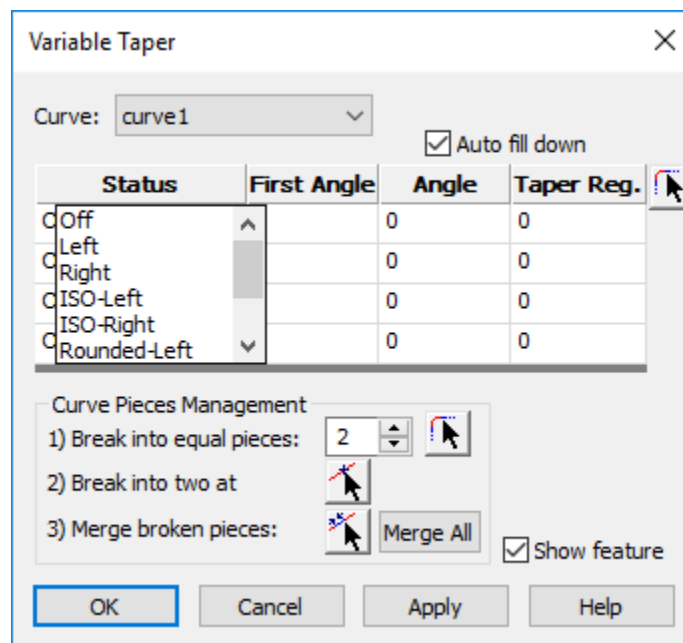 Variable Taper
Curve: curve1
Auto fill down
Status First Angle Angle Taper Reg.
Off 0 0
Left
Right 0 0
ISO-Left 0 0
ISO-Right
Rounded-Left 0 0
Curve Pieces Management
1) Break into equal pieces: 2
2) Break into two at
3) Merge broken pieces: Merge All
Show feature
OK Cancel Apply Help